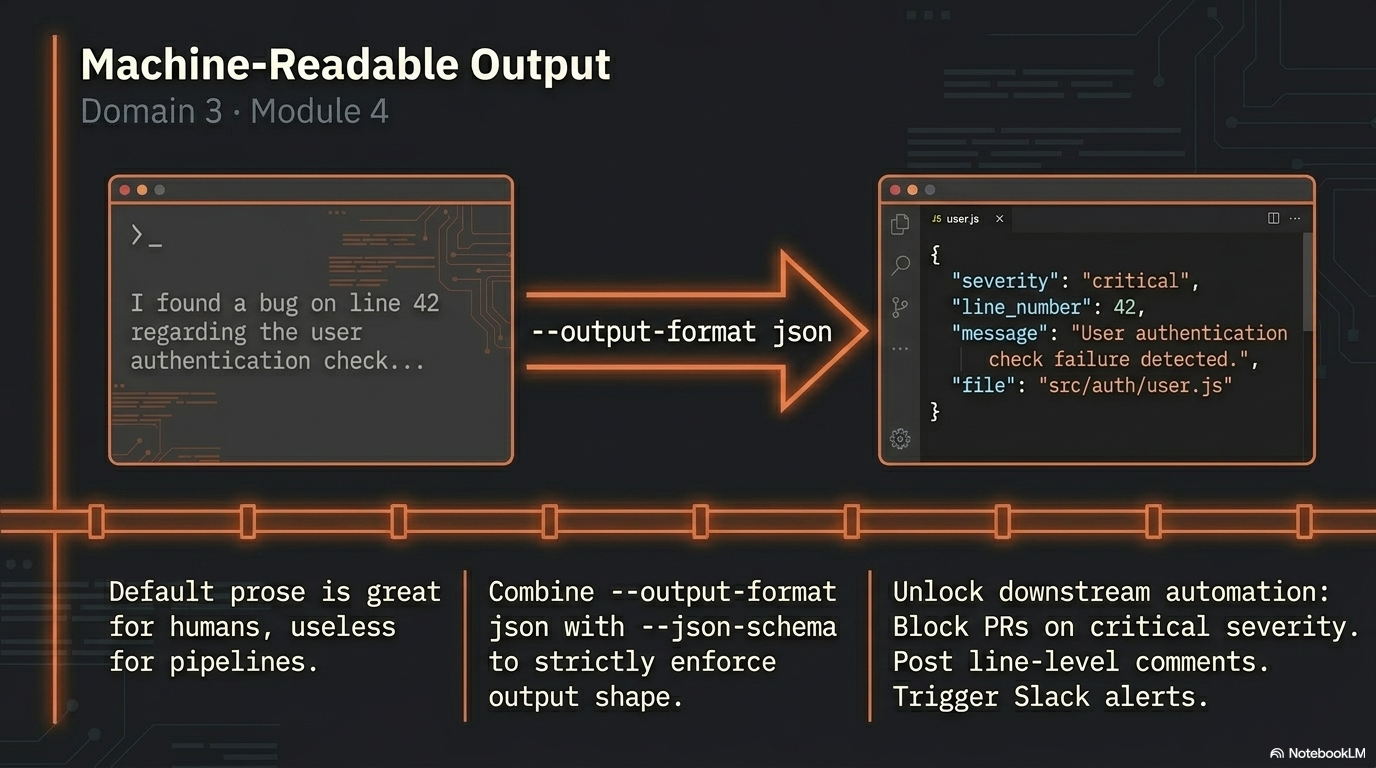 Machine-Readable Output
Domain 3 · Module 4
>_
I found a bug on line 42
regarding the user
authentication check...
--output-format json
JS user.js ×
{
"severity": "critical",
"line_number": 42,
"message": "User authentication
check failure detected.",
"file": "src/auth/user.js"
}
Default prose is great
for humans, useless
for pipelines.
Combine --output-format
json with --json-schema
to strictly enforce
output shape.
Unlock downstream automation:
Block PRs on critical severity.
Post line-level comments.
Trigger Slack alerts.
NotebookLM